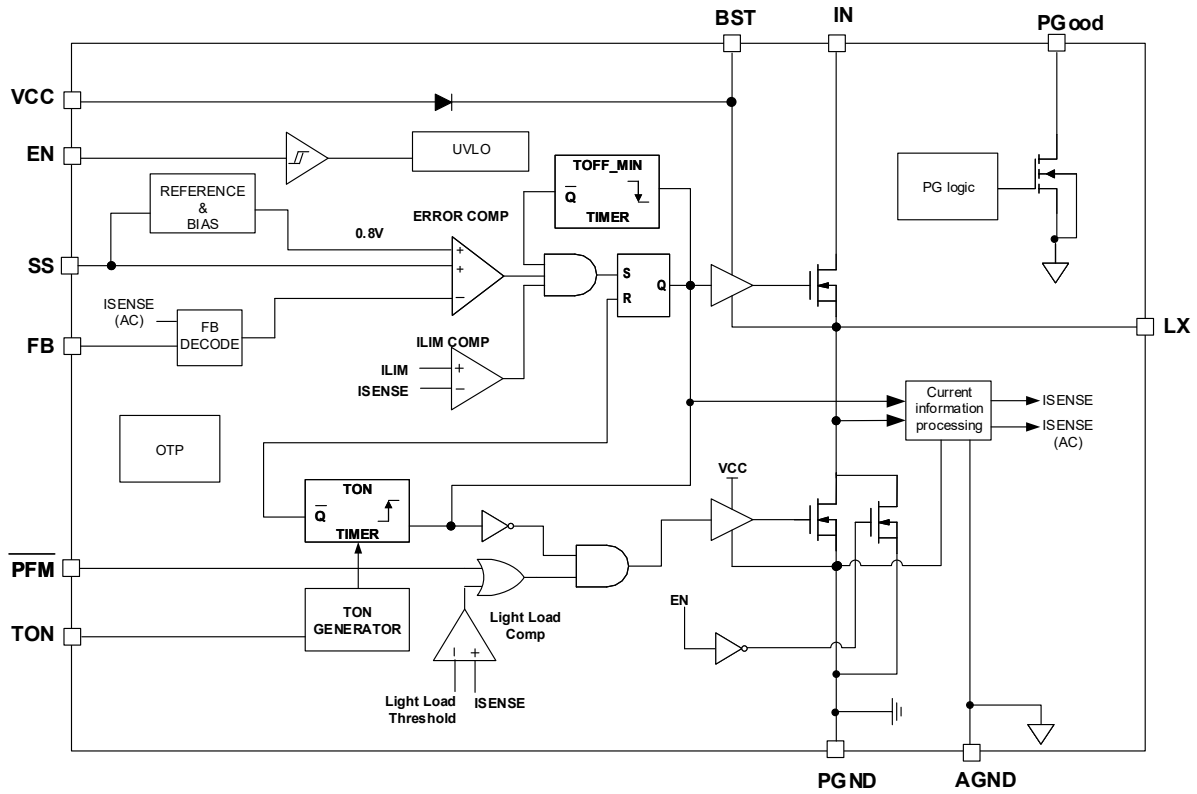 BST
IN
PGood
VCC
EN
UVLO
TOFF_MIN
Q
TIMER
PG logic
REFERENCE
&
BIAS
ERROR COMP
0.8V
+
+
−
SS
S
R
Q
ISENSE
(AC)
FB
DECODE
FB
LX
ILIM COMP
ILIM
ISENSE
+
−
Current
information
processing
ISENSE
ISENSE
(AC)
OTP
VCC
TON
Q
TIMER
PFM
TON
TON
GENERATOR
Light Load
Comp
EN
−
+
Light Load
Threshold
ISENSE
PGND
AGND